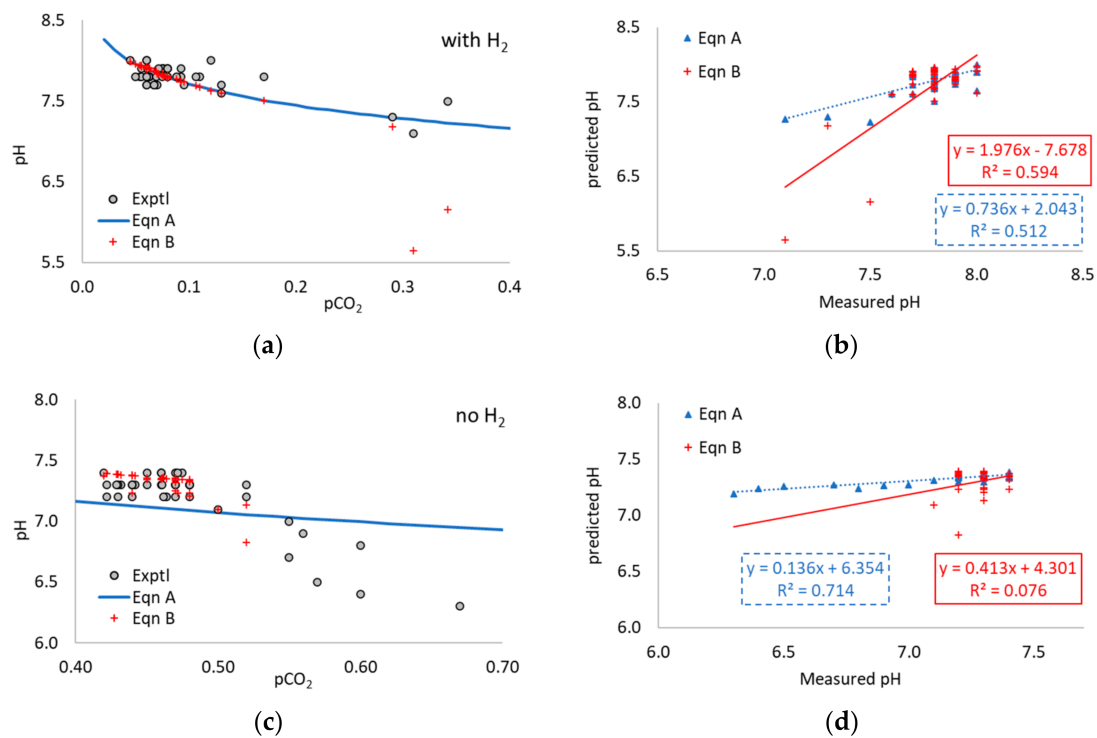 8.5
7.5
6.5
5.5
pH
with H₂
Exptl
Eqn A
Eqn B
0.0
0.1
0.2
0.3
0.4
pCO₂
(a)
8.5
7.5
6.5
5.5
predicted pH
Eqn A
Eqn B
y = 1.976x - 7.678
R² = 0.594
y = 0.736x + 2.043
R² = 0.512
6.5
7.0
7.5
8.0
8.5
Measured pH
(b)
8.0
7.5
7.0
6.5
6.0
pH
no H₂
Exptl
Eqn A
Eqn B
0.40
0.50
0.60
0.70
pCO₂
(c)
8.0
7.5
7.0
6.5
6.0
predicted pH
Eqn A
Eqn B
y = 0.136x + 6.354
R² = 0.714
y = 0.413x + 4.301
R² = 0.076
6.0
6.5
7.0
7.5
Measured pH
(d)